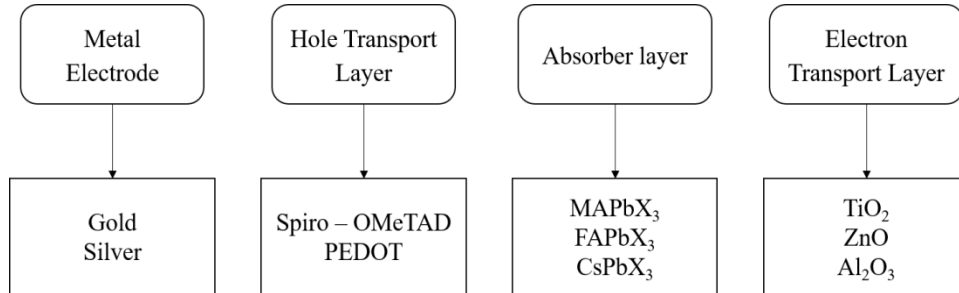 Metal
Electrode
Hole Transport
Layer
Absorber layer
Electron
Transport Layer
Gold
Silver
Spiro – OMeTAD
PEDOT
MAPbX₃
FAPbX₃
CsPbX₃
TiO₂
ZnO
Al₂O₃